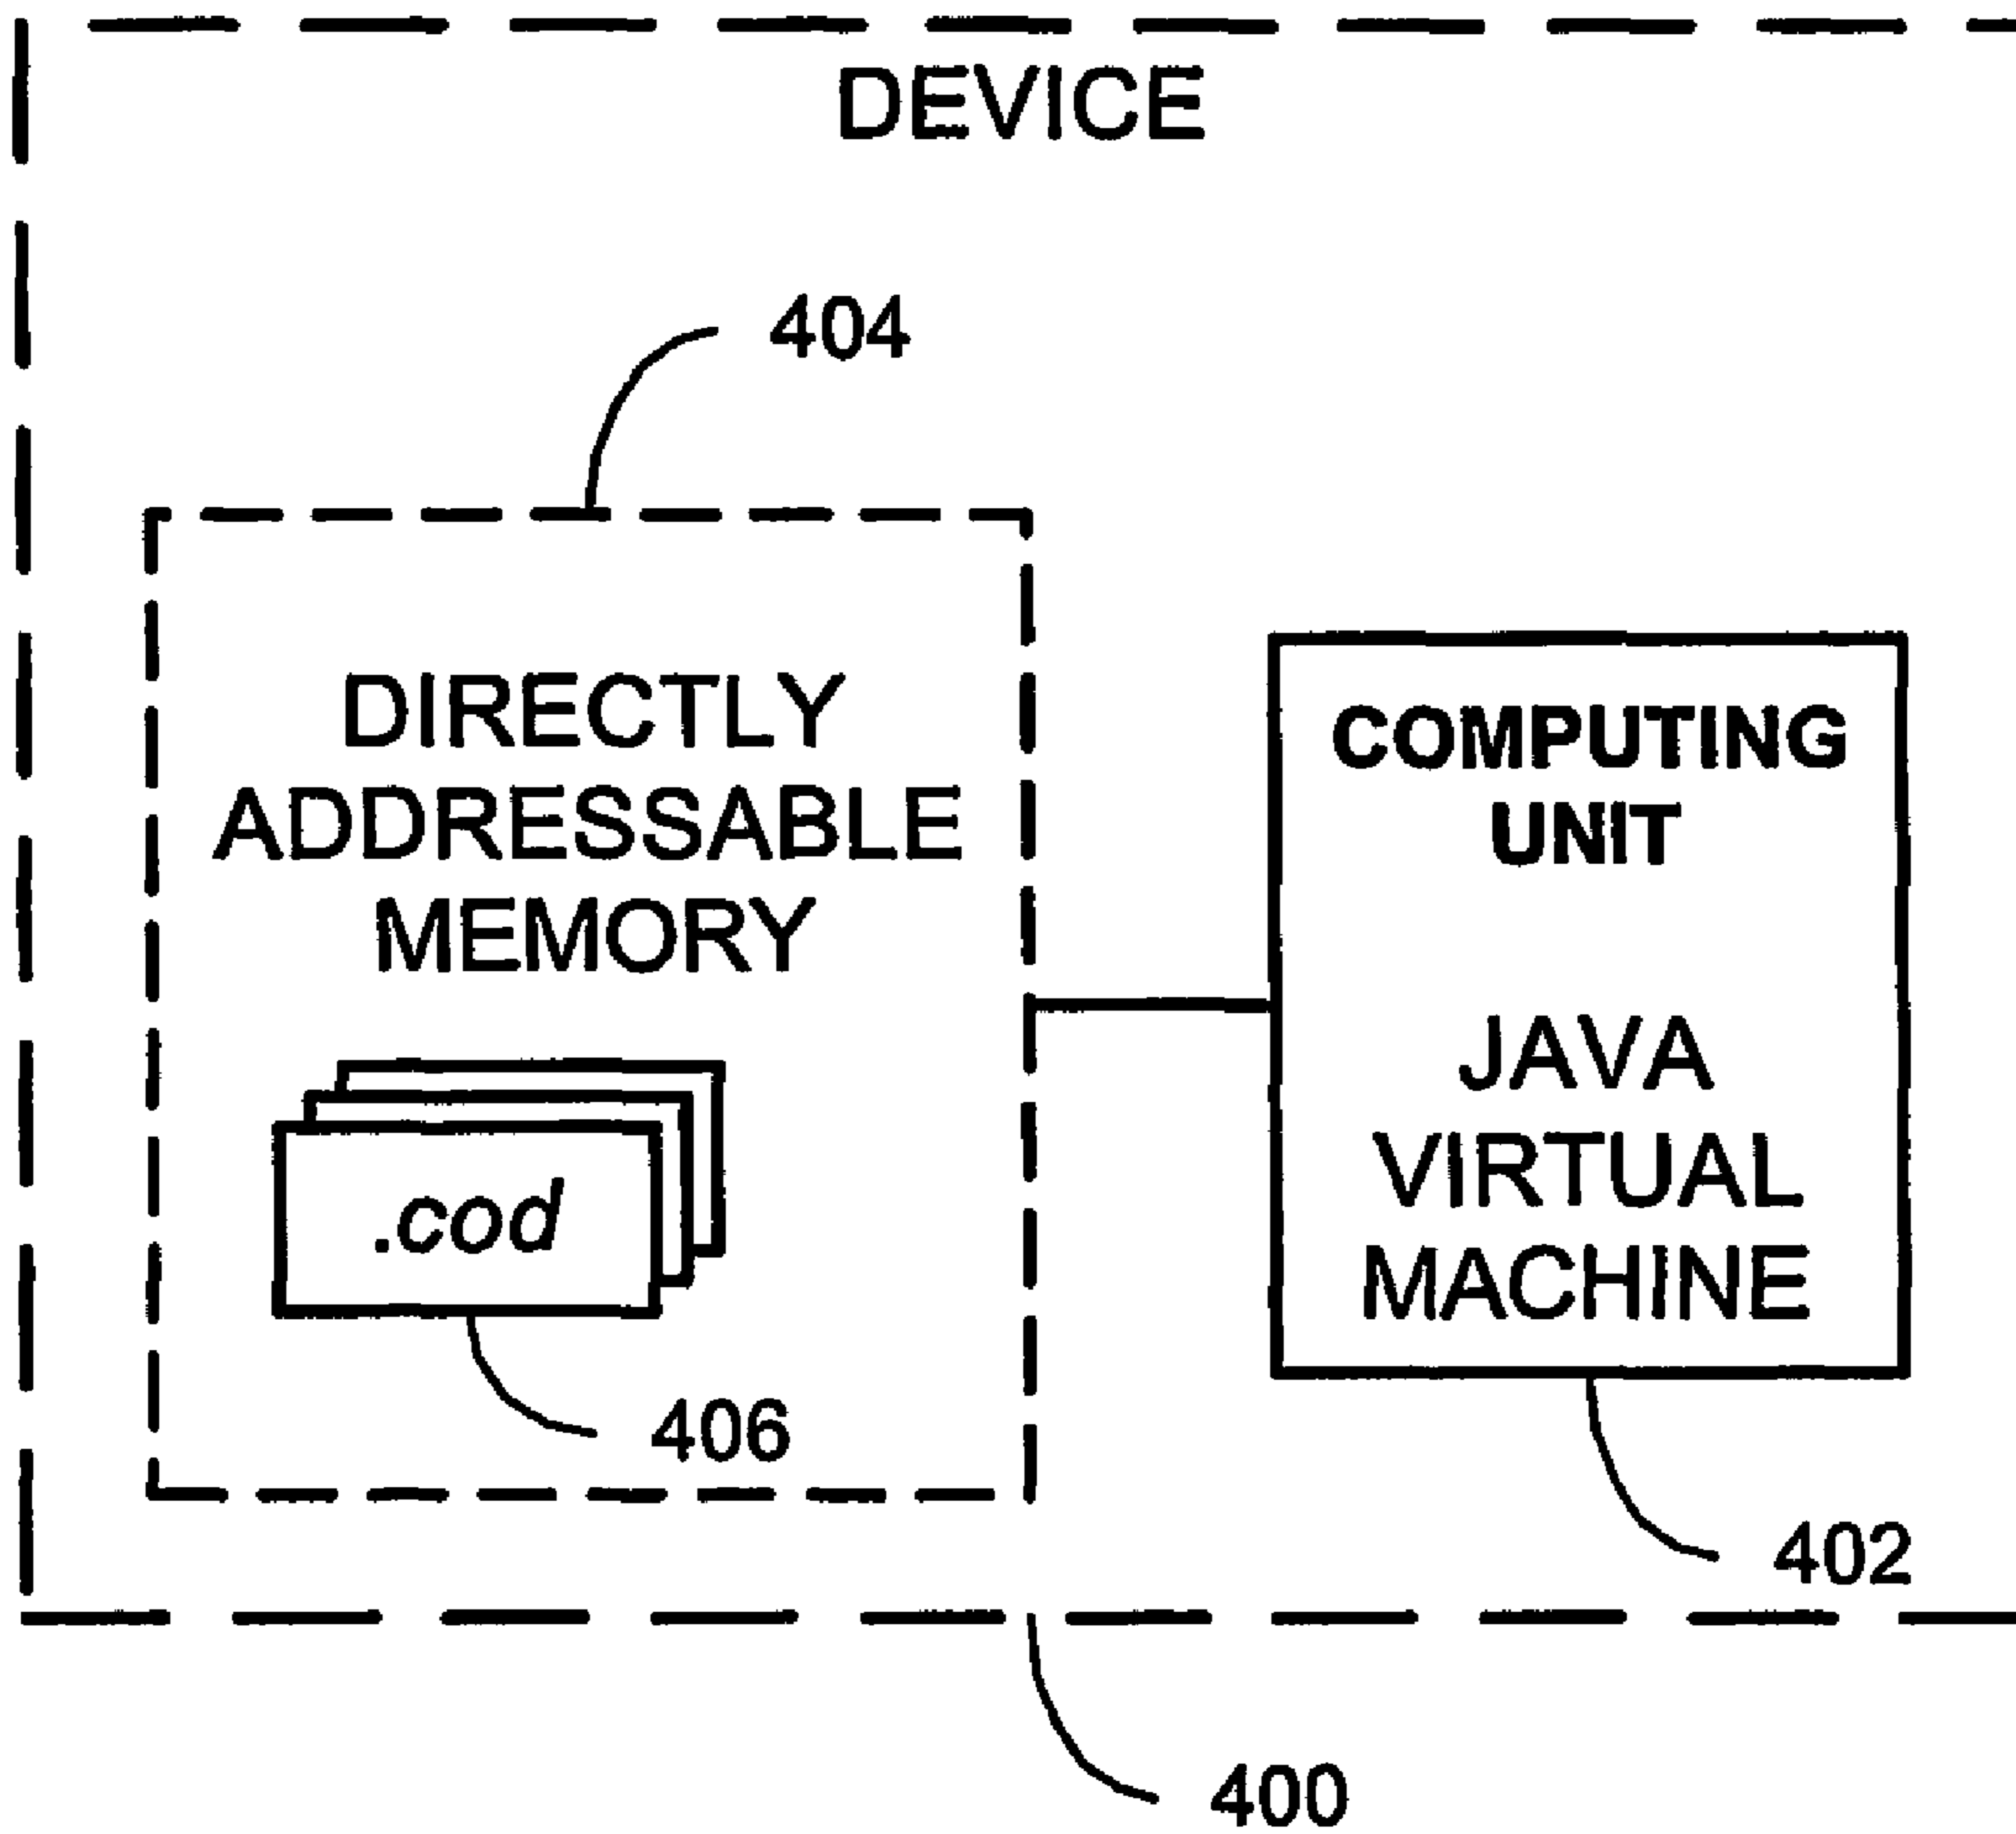 DEVICE
404
DIRECTLY
ADDRESSABLE
MEMORY
.cod
406
COMPUTING
UNIT
JAVA
VIRTUAL
MACHINE
402
400